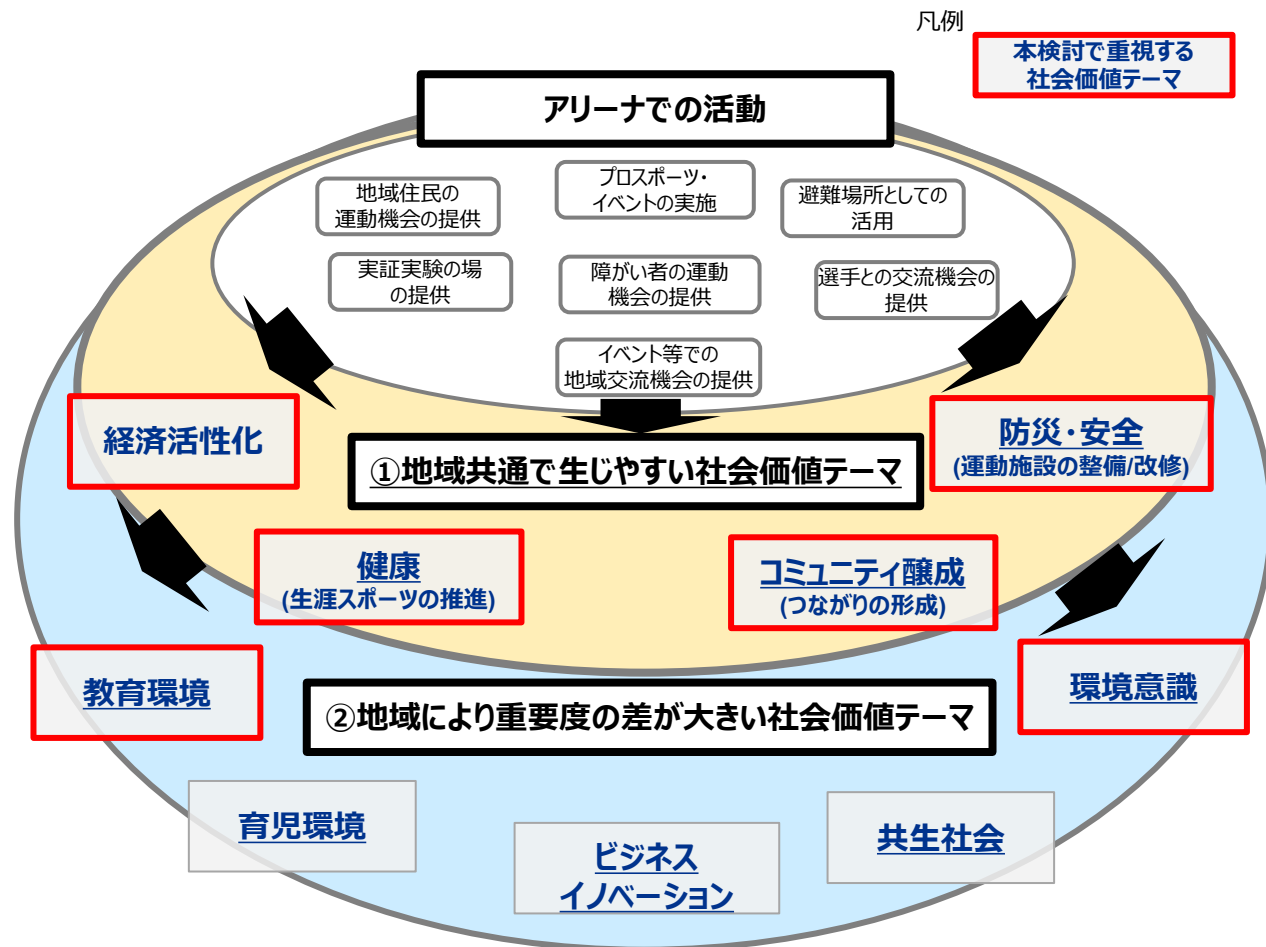 凡例
本検討で重視する
社会価値テーマ
アリーナでの活動
地域住民の
運動機会の提供
プロスポーツ・
イベントの実施
避難場所としての
活用
実証実験の場
の提供
障がい者の運動
機会の提供
選手との交流機会の
提供
イベント等での
地域交流機会の提供
経済活性化
防災・安全
(運動施設の整備/改修)
①地域共通で生じやすい社会価値テーマ
健康
(生涯スポーツの推進)
コミュニティ醸成
(つながりの形成)
教育環境
環境意識
②地域により重要度の差が大きい社会価値テーマ
育児環境
ビジネス
イノベーション
共生社会